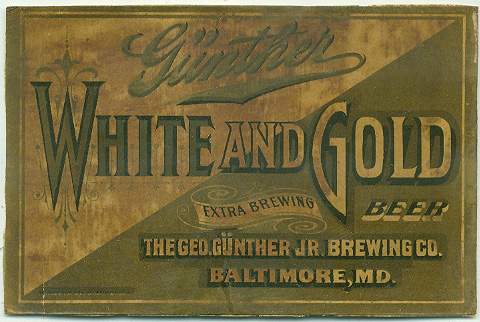 Günther
WHITE AND GOLD
EXTRA BREWING
BEER
THE GEO. GÜNTHER JR. BREWING CO.
BALTIMORE, MD.